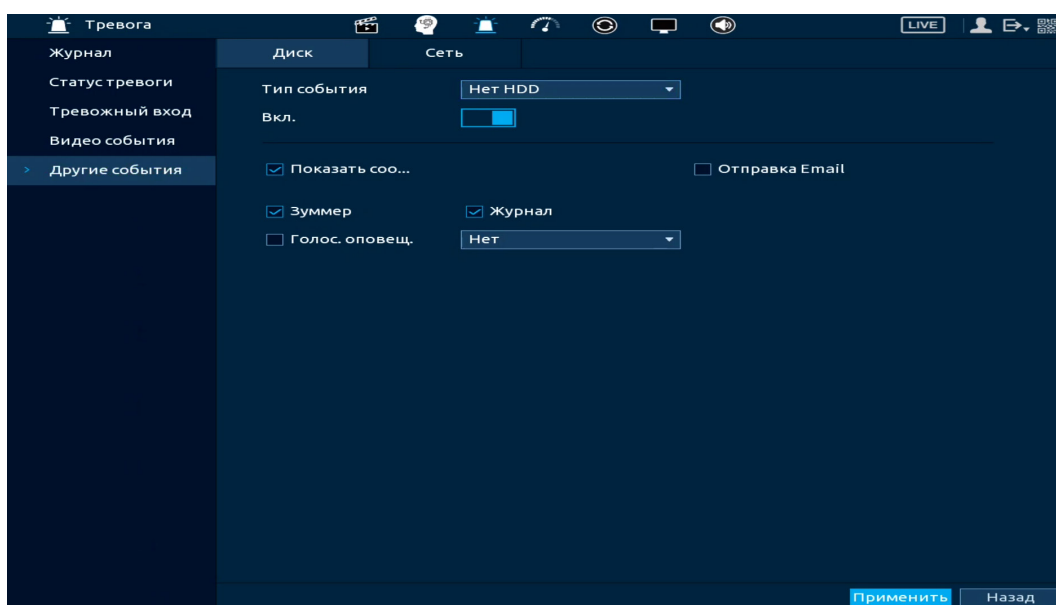 Тревога LIVE
Журнал Диск Сеть
Статус тревоги Тип события Нет HDD
Тревожный вход Вкл.
Видео события
Другие события Показать соо... Отправка Email
Зуммер Журнал
Голос. оповещ. Нет
Применить Назад